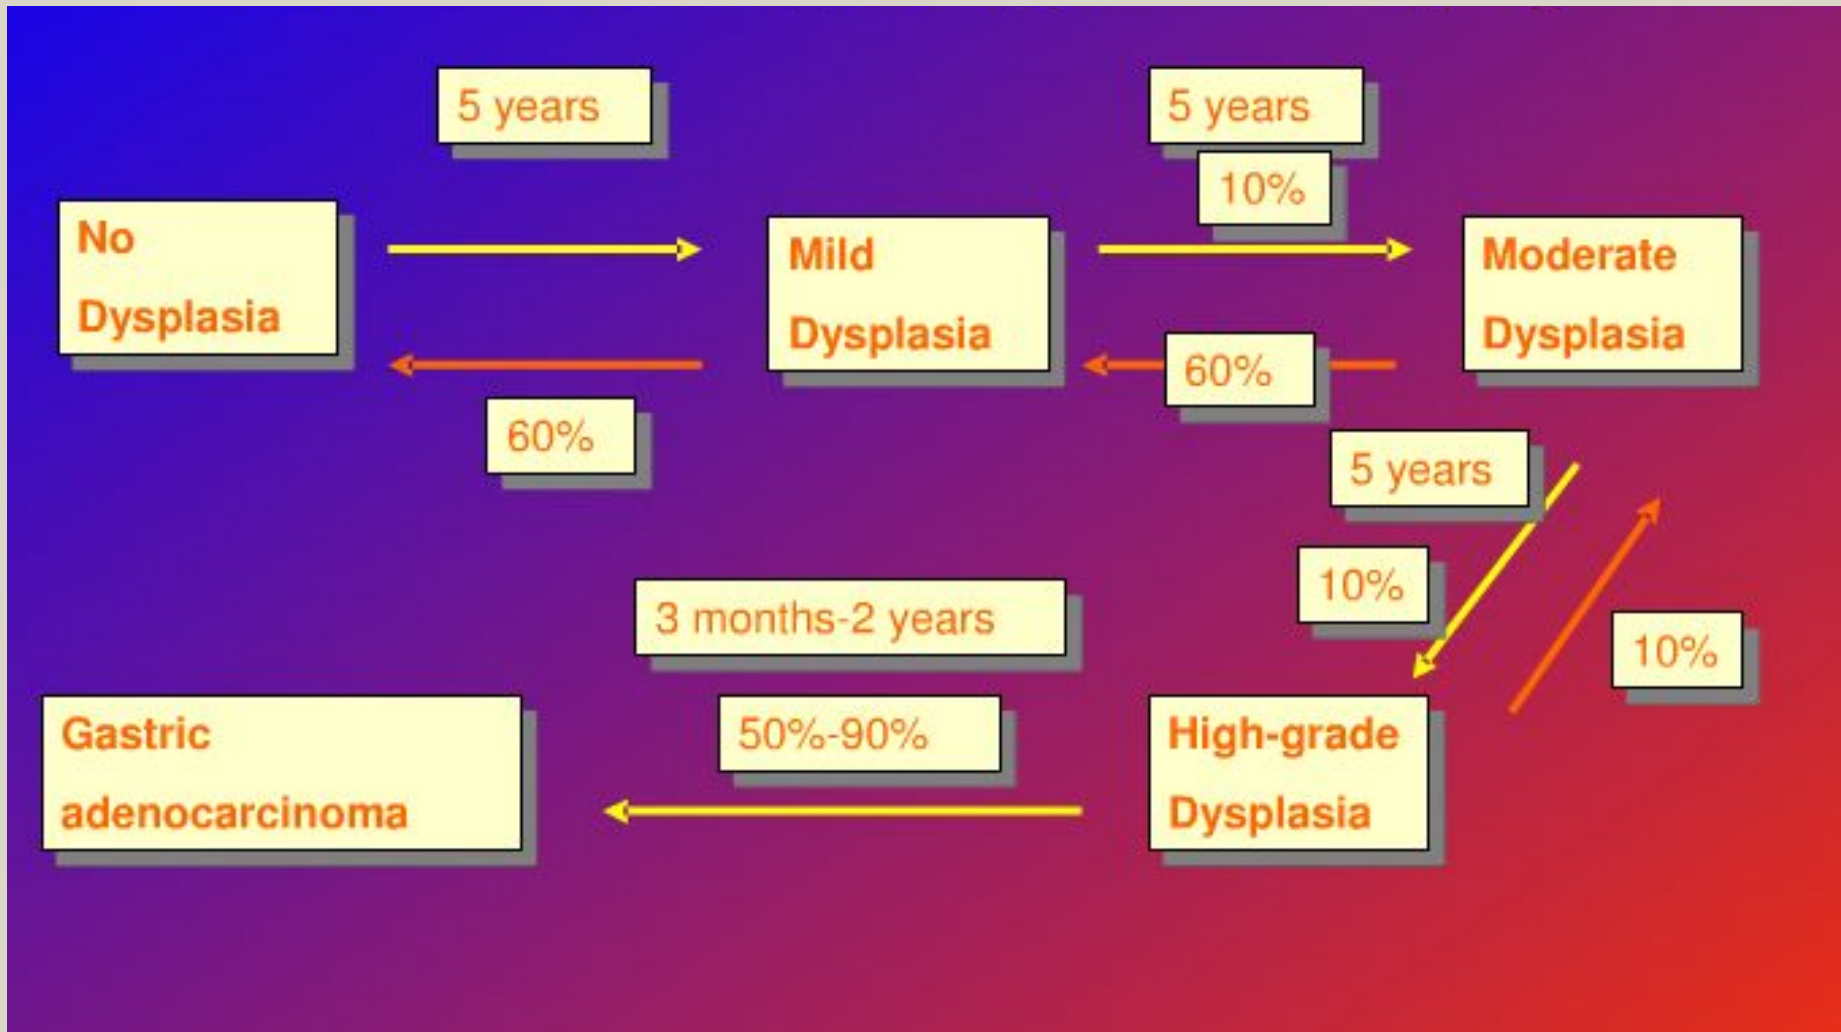 5 years
5 years
10%
No
Dysplasia
Mild
Dysplasia
Moderate
Dysplasia
60%
60%
5 years
10%
10%
3 months-2 years
50%-90%
Gastric
adenocarcinoma
High-grade
Dysplasia